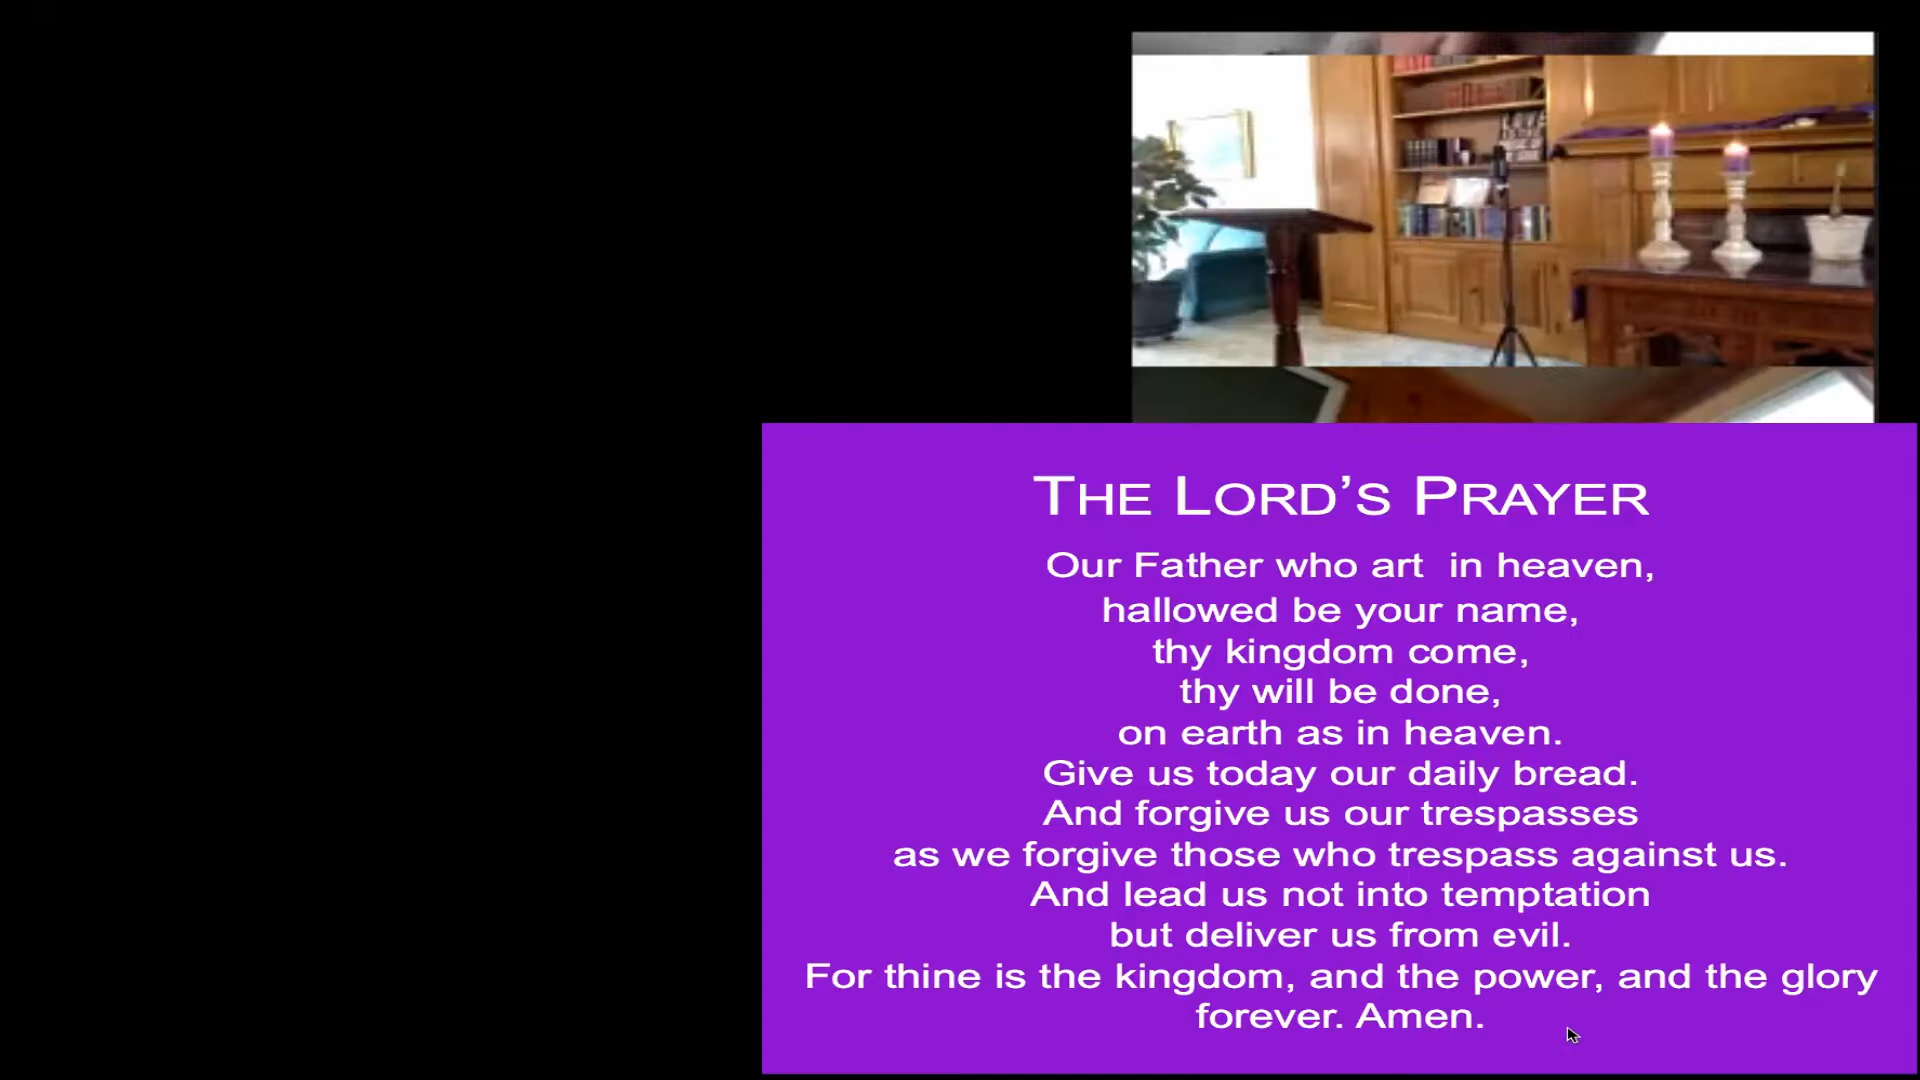 THE LORD'S PRAYER
Our Father who art  in heaven,
hallowed be your name,
thy kingdom come,
thy will be done,
on earth as in heaven.
Give us today our daily bread.
And forgive us our trespasses
as we forgive those who trespass against us.
And lead us not into temptation
but deliver us from evil.
For thine is the kingdom, and the power, and the glory
forever. Amen.